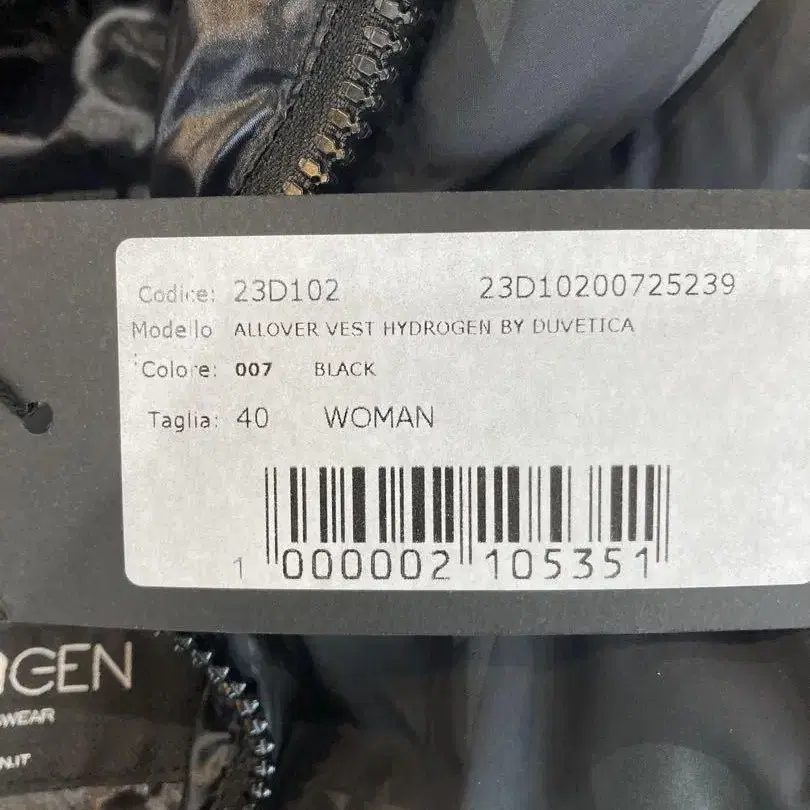 Codice: 23D102 23D10200725239
Modello ALLOVER VEST HYDROGEN BY DUVETICA
:
Colore: 007 BLACK
Taglia: 40 WOMAN
1 000002 105351
GEN
WEAR
N.IT